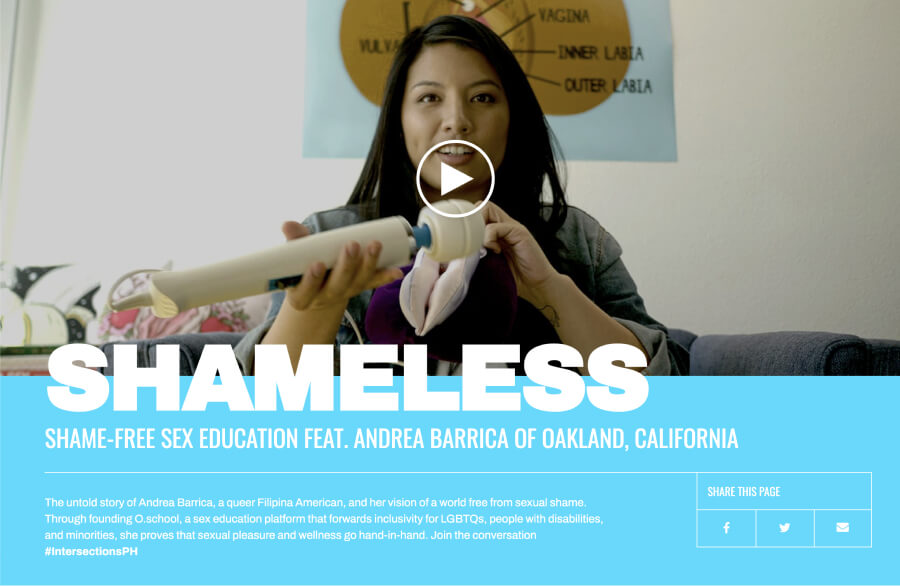 VAGINA
VULVA
INNER LABIA
OUTER LABIA
SHAMELESS
SHAME-FREE SEX EDUCATION FEAT. ANDREA BARRICA OF OAKLAND, CALIFORNIA
The untold story of Andrea Barrica, a queer Filipina American, and her vision of a world free from sexual shame.
Through founding O.school, a sex education platform that forwards inclusivity for LGBTQs, people with disabilities,
and minorities, she proves that sexual pleasure and wellness go hand-in-hand. Join the conversation
#IntersectionsPH
SHARE THIS PAGE